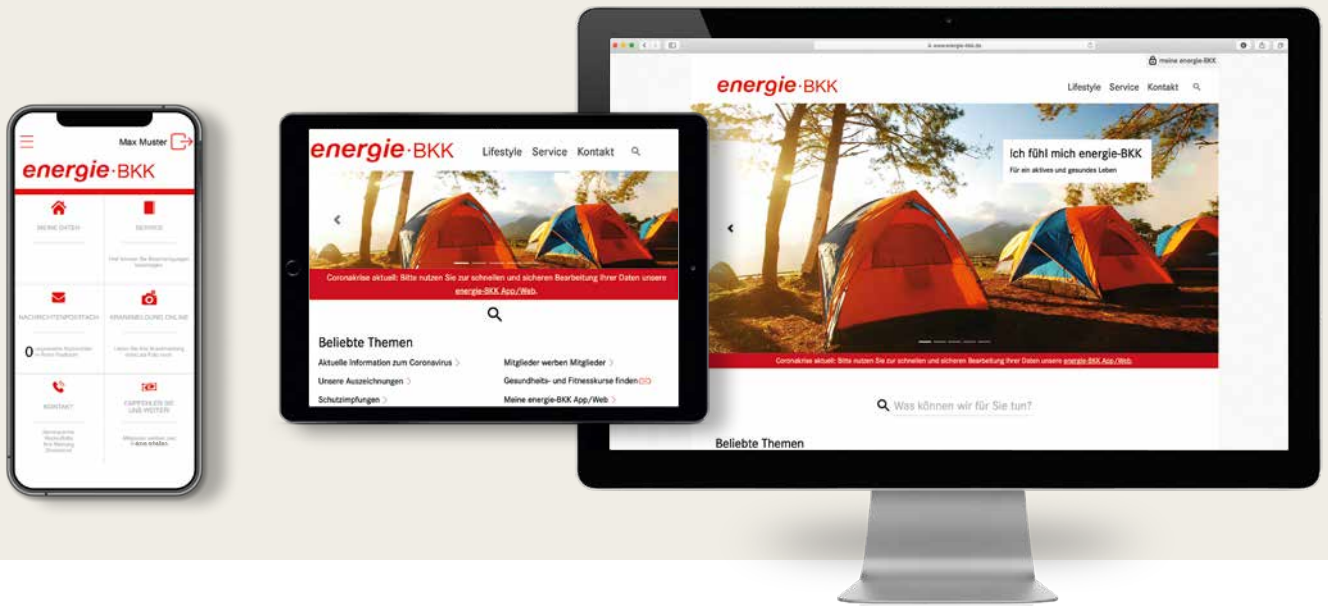 Max Muster
energie·BKK
MEINE DATEN
SERVICE
NACHRICHTENPOSTFACH
KRANKMELDUNG ONLINE
0
KONTAKT
EMPFEHLEN SIE
UNS WEITER!
energie·BKK
Lifestyle Service Kontakt
Coronakrise aktuell: Bitte nutzen Sie zur schnellen und sicheren Bearbeitung Ihrer Daten unsere
energie-BKK App/Web.
Beliebte Themen
Aktuelle Information zum Coronavirus
Mitglieder werben Mitglieder
Unsere Auszeichnungen
Gesundheits- und Fitnesskurse finden
Schutzimpfungen
Meine energie-BKK App/Web
www.energie-bkk.de
meine energie-BKK
energie·BKK
Lifestyle Service Kontakt
Ich fühl mich energie-BKK
Für ein aktives und gesundes Leben
Coronakrise aktuell: Bitte nutzen Sie zur schnellen und sicheren Bearbeitung Ihrer Daten unsere energie-BKK App/Web.
Was können wir für Sie tun?
Beliebte Themen